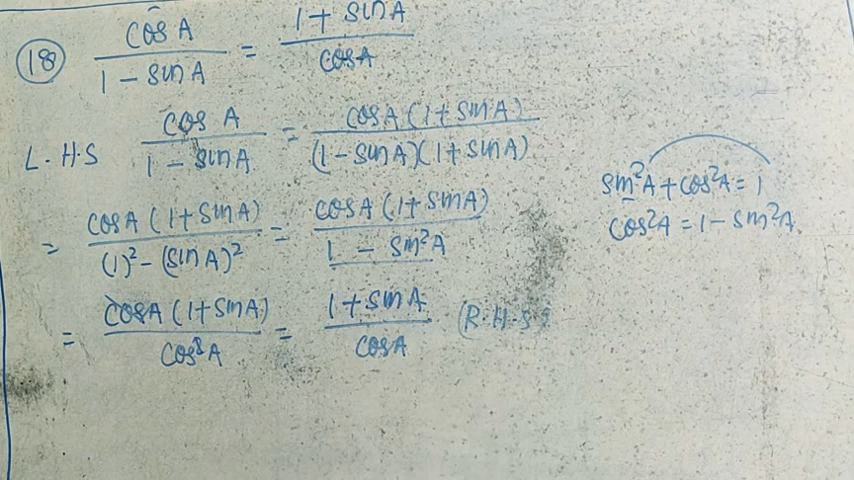 (18) cos A / 1 - sin A = 1 + sin A / cos A
L.H.S cos A / 1 - sin A = cos A (1 + sin A) / (1 - sin A)(1 + sin A)
sin²A + cos²A = 1
cos²A = 1 - sin²A
= cos A (1 + sin A) / (1)² - (sin A)² = cos A (1 + sin A) / 1 - sin²A
= cos A (1 + sin A) / cos²A = 1 + sin A / cos A (R.H.S)